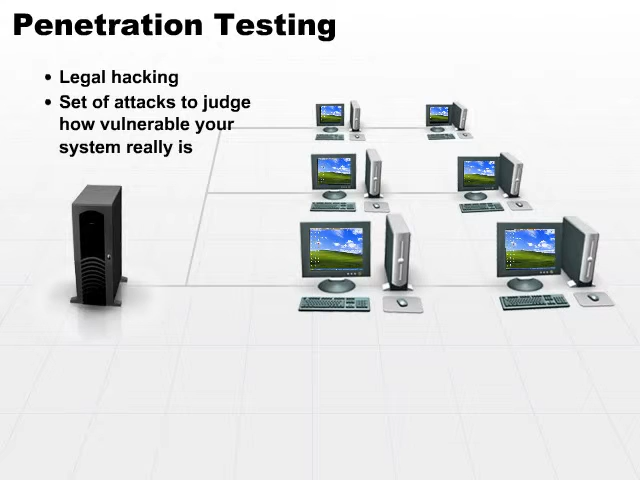 Penetration Testing
• Legal hacking
• Set of attacks to judge
how vulnerable your
system really is